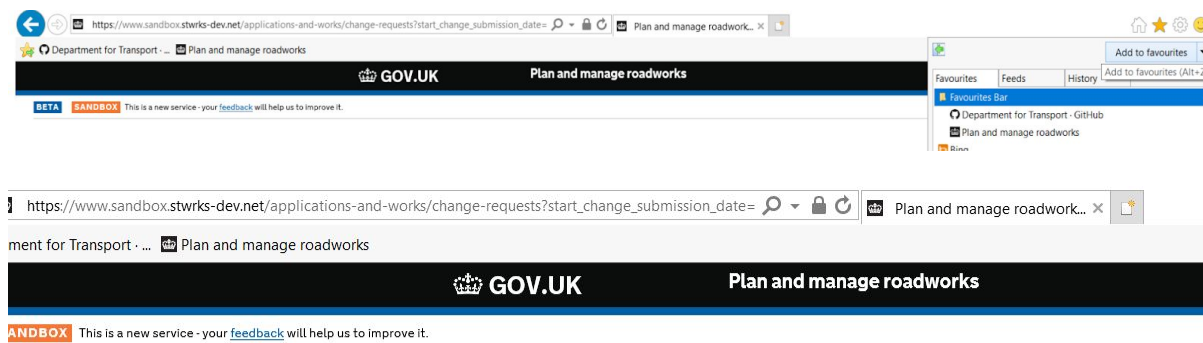 https://www.sandbox.stwrks-dev.net/applications-and-works/change-requests?start_change_submission_date= Plan and manage roadwork...
Department for Transport · ... Plan and manage roadworks
Add to favourites
GOV.UK Plan and manage roadworks
Add to favourites (Alt+Z
Favourites Feeds History
Favourites Bar
BETA SANDBOX This is a new service - your feedback will help us to improve it.
Department for Transport · GitHub
Plan and manage roadworks
Bing
https://www.sandbox.stwrks-dev.net/applications-and-works/change-requests?start_change_submission_date= Plan and manage roadwork...
ment for Transport · ... Plan and manage roadworks
GOV.UK Plan and manage roadworks
ANDBOX This is a new service - your feedback will help us to improve it.